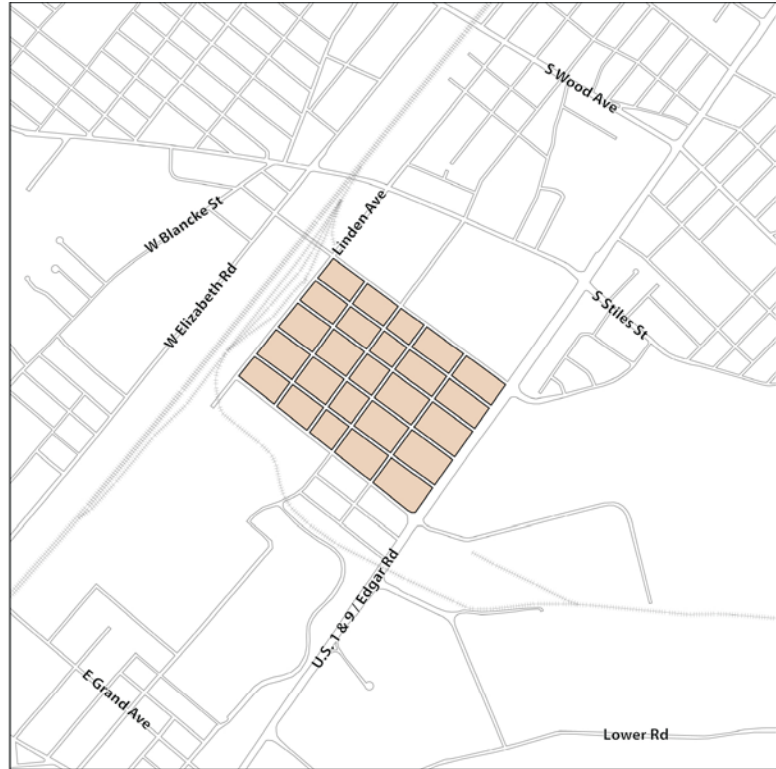 S Wood Ave
Linden Ave
W Blancke St
W Elizabeth Rd
S Stiles St
U.S. 1 & 9 / Edgar Rd
E Grand Ave
Lower Rd